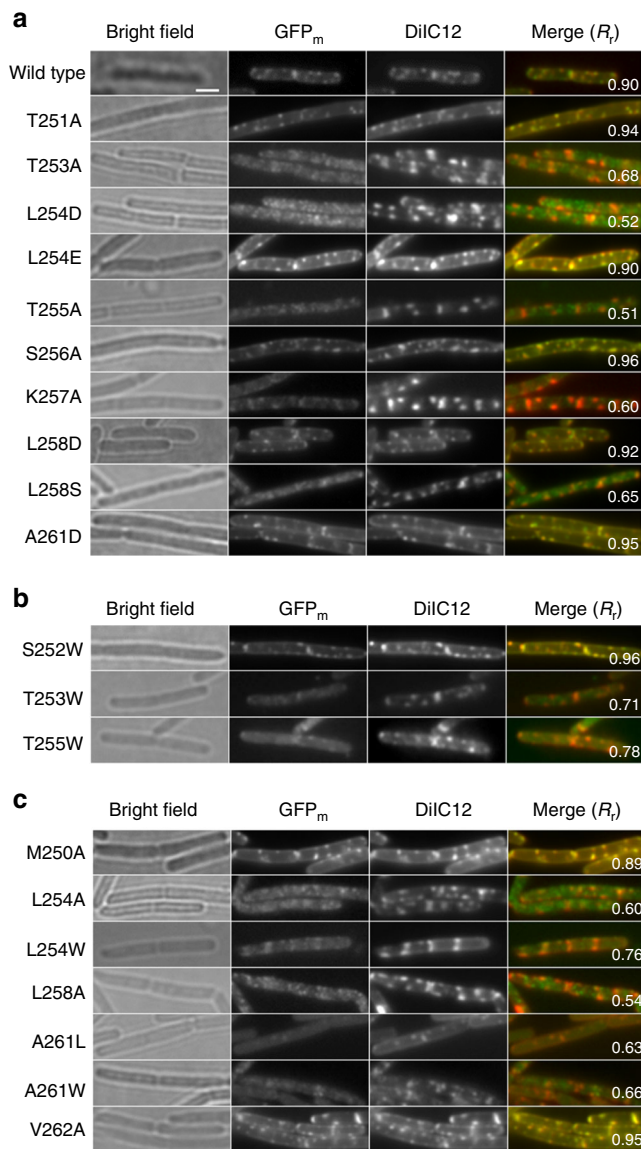 a
Bright field GFPm DilC12 Merge (Rr)
Wild type 0.90
T251A 0.94
T253A 0.68
L254D 0.52
L254E 0.90
T255A 0.51
S256A 0.96
K257A 0.60
L258D 0.92
L258S 0.65
A261D 0.95
b
Bright field GFPm DilC12 Merge (Rr)
S252W 0.96
T253W 0.71
T255W 0.78
c
Bright field GFPm DilC12 Merge (Rr)
M250A 0.89
L254A 0.60
L254W 0.76
L258A 0.54
A261L 0.63
A261W 0.66
V262A 0.95